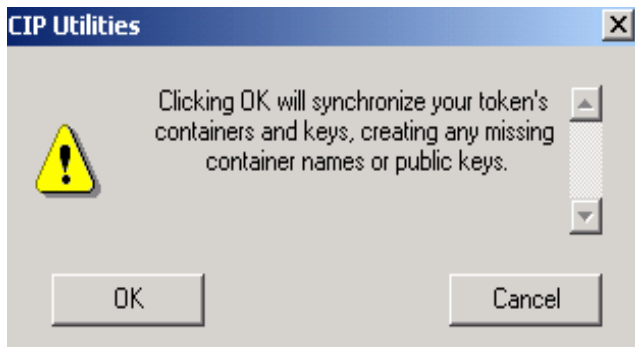 CIP Utilities
Clicking OK will synchronize your token's
containers and keys, creating any missing
container names or public keys.
OK
Cancel